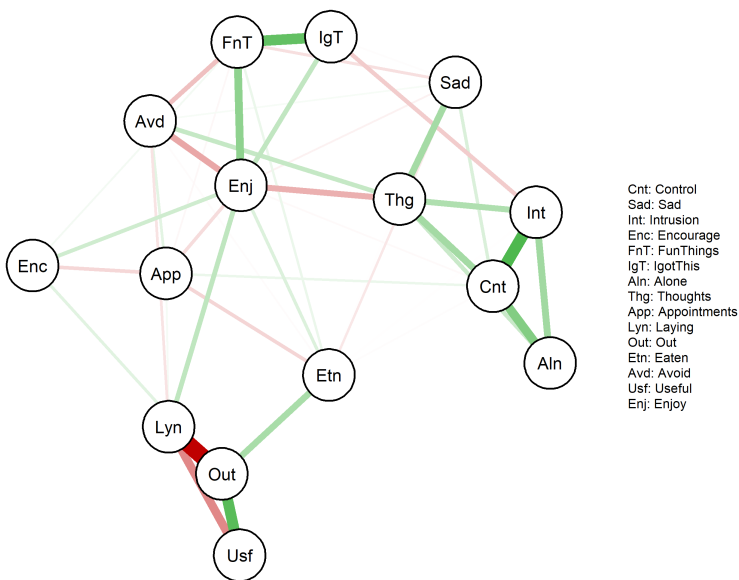 FnT
IgT
Sad
Avd
Enj
Thg
Int
Enc
App
Cnt
Aln
Etn
Lyn
Out
Usf
Cnt: Control
Sad: Sad
Int: Intrusion
Enc: Encourage
FnT: FunThings
IgT: IgotThis
Aln: Alone
Thg: Thoughts
App: Appointments
Lyn: Laying
Out: Out
Etn: Eaten
Avd: Avoid
Usf: Useful
Enj: Enjoy